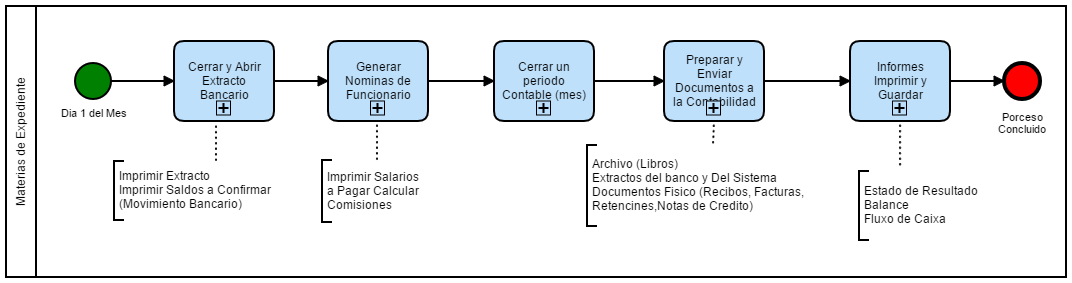 Materias de Expediente
Dia 1 del Mes
Cerrar y Abrir
Extracto
Bancario
Generar
Nominas de
Funcionario
Cerrar un
periodo
Contable (mes)
Preparar y
Enviar
Documentos a
la Contabilidad
Informes
Imprimir y
Guardar
Porceso
Concluido
Imprimir Extracto
Imprimir Saldos a Confirmar
(Movimiento Bancario)
Imprimir Salarios
a Pagar Calcular
Comisiones
Archivo (Libros)
Extractos del banco y Del Sistema
Documentos Fisico (Recibos, Facturas,
Retencines,Notas de Credito)
Estado de Resultado
Balance
Fluxo de Caixa